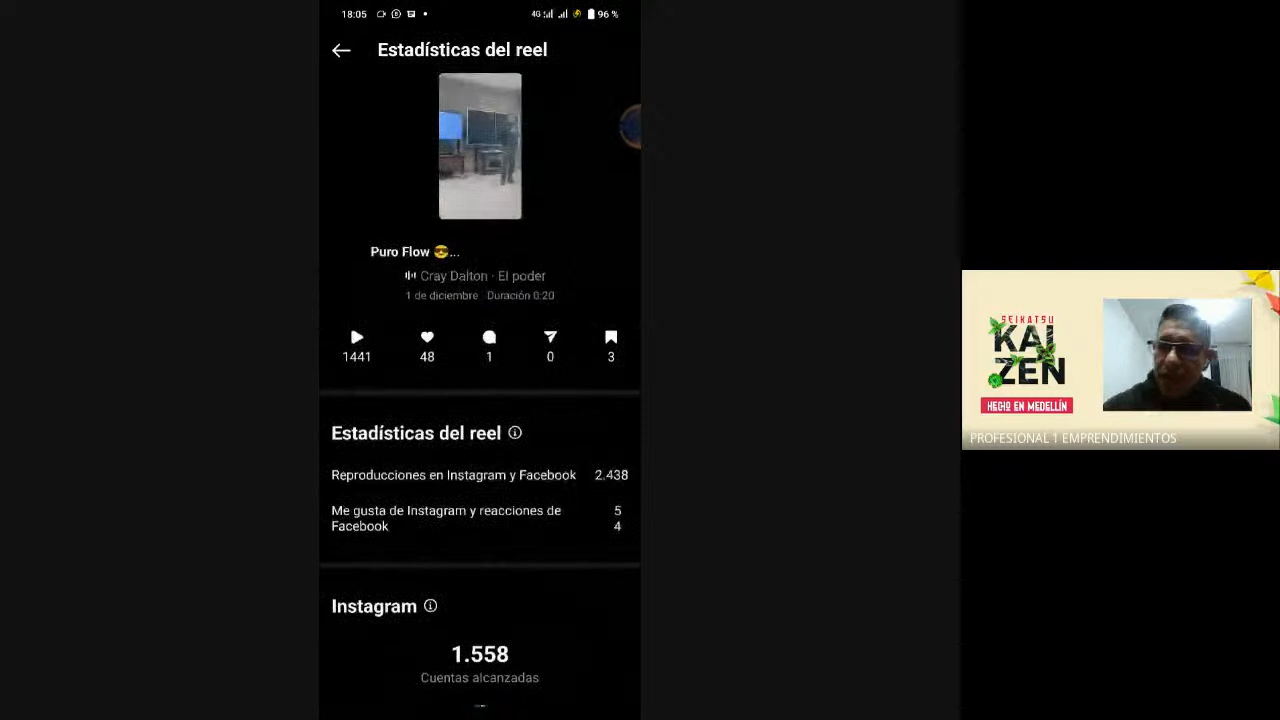 18:05
4G
96 %
Estadísticas del reel
Puro Flow 😎...
Cray Dalton · El poder
1 de diciembre Duración 0:20
1441 48 1 0 3
Estadísticas del reel
Reproducciones en Instagram y Facebook 2.438
Me gusta de Instagram y reacciones de 5
Facebook 4
Instagram
1.558
Cuentas alcanzadas
SEIKATSU
KAI
ZEN
HECHO EN MEDELLÍN
PROFESIONAL 1 EMPRENDIMIENTOS